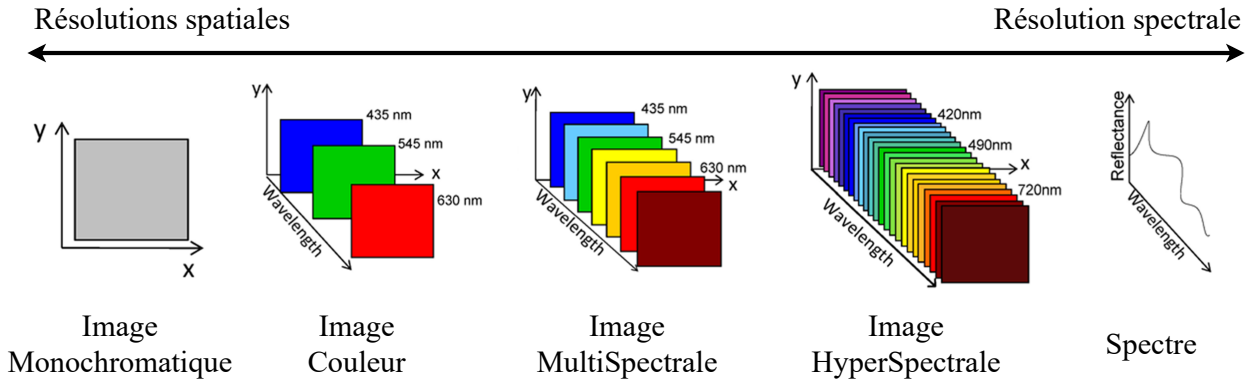 Résolutions spatiales
Résolution spectrale
y
x
y
435 nm
545 nm
x
630 nm
Wavelength
y
435 nm
545 nm
630 nm
x
Wavelength
y
420nm
490nm
x
720nm
Wavelength
Reflectance
Wavelength
Image
Monochromatique
Image
Couleur
Image
MultiSpectrale
Image
HyperSpectrale
Spectre